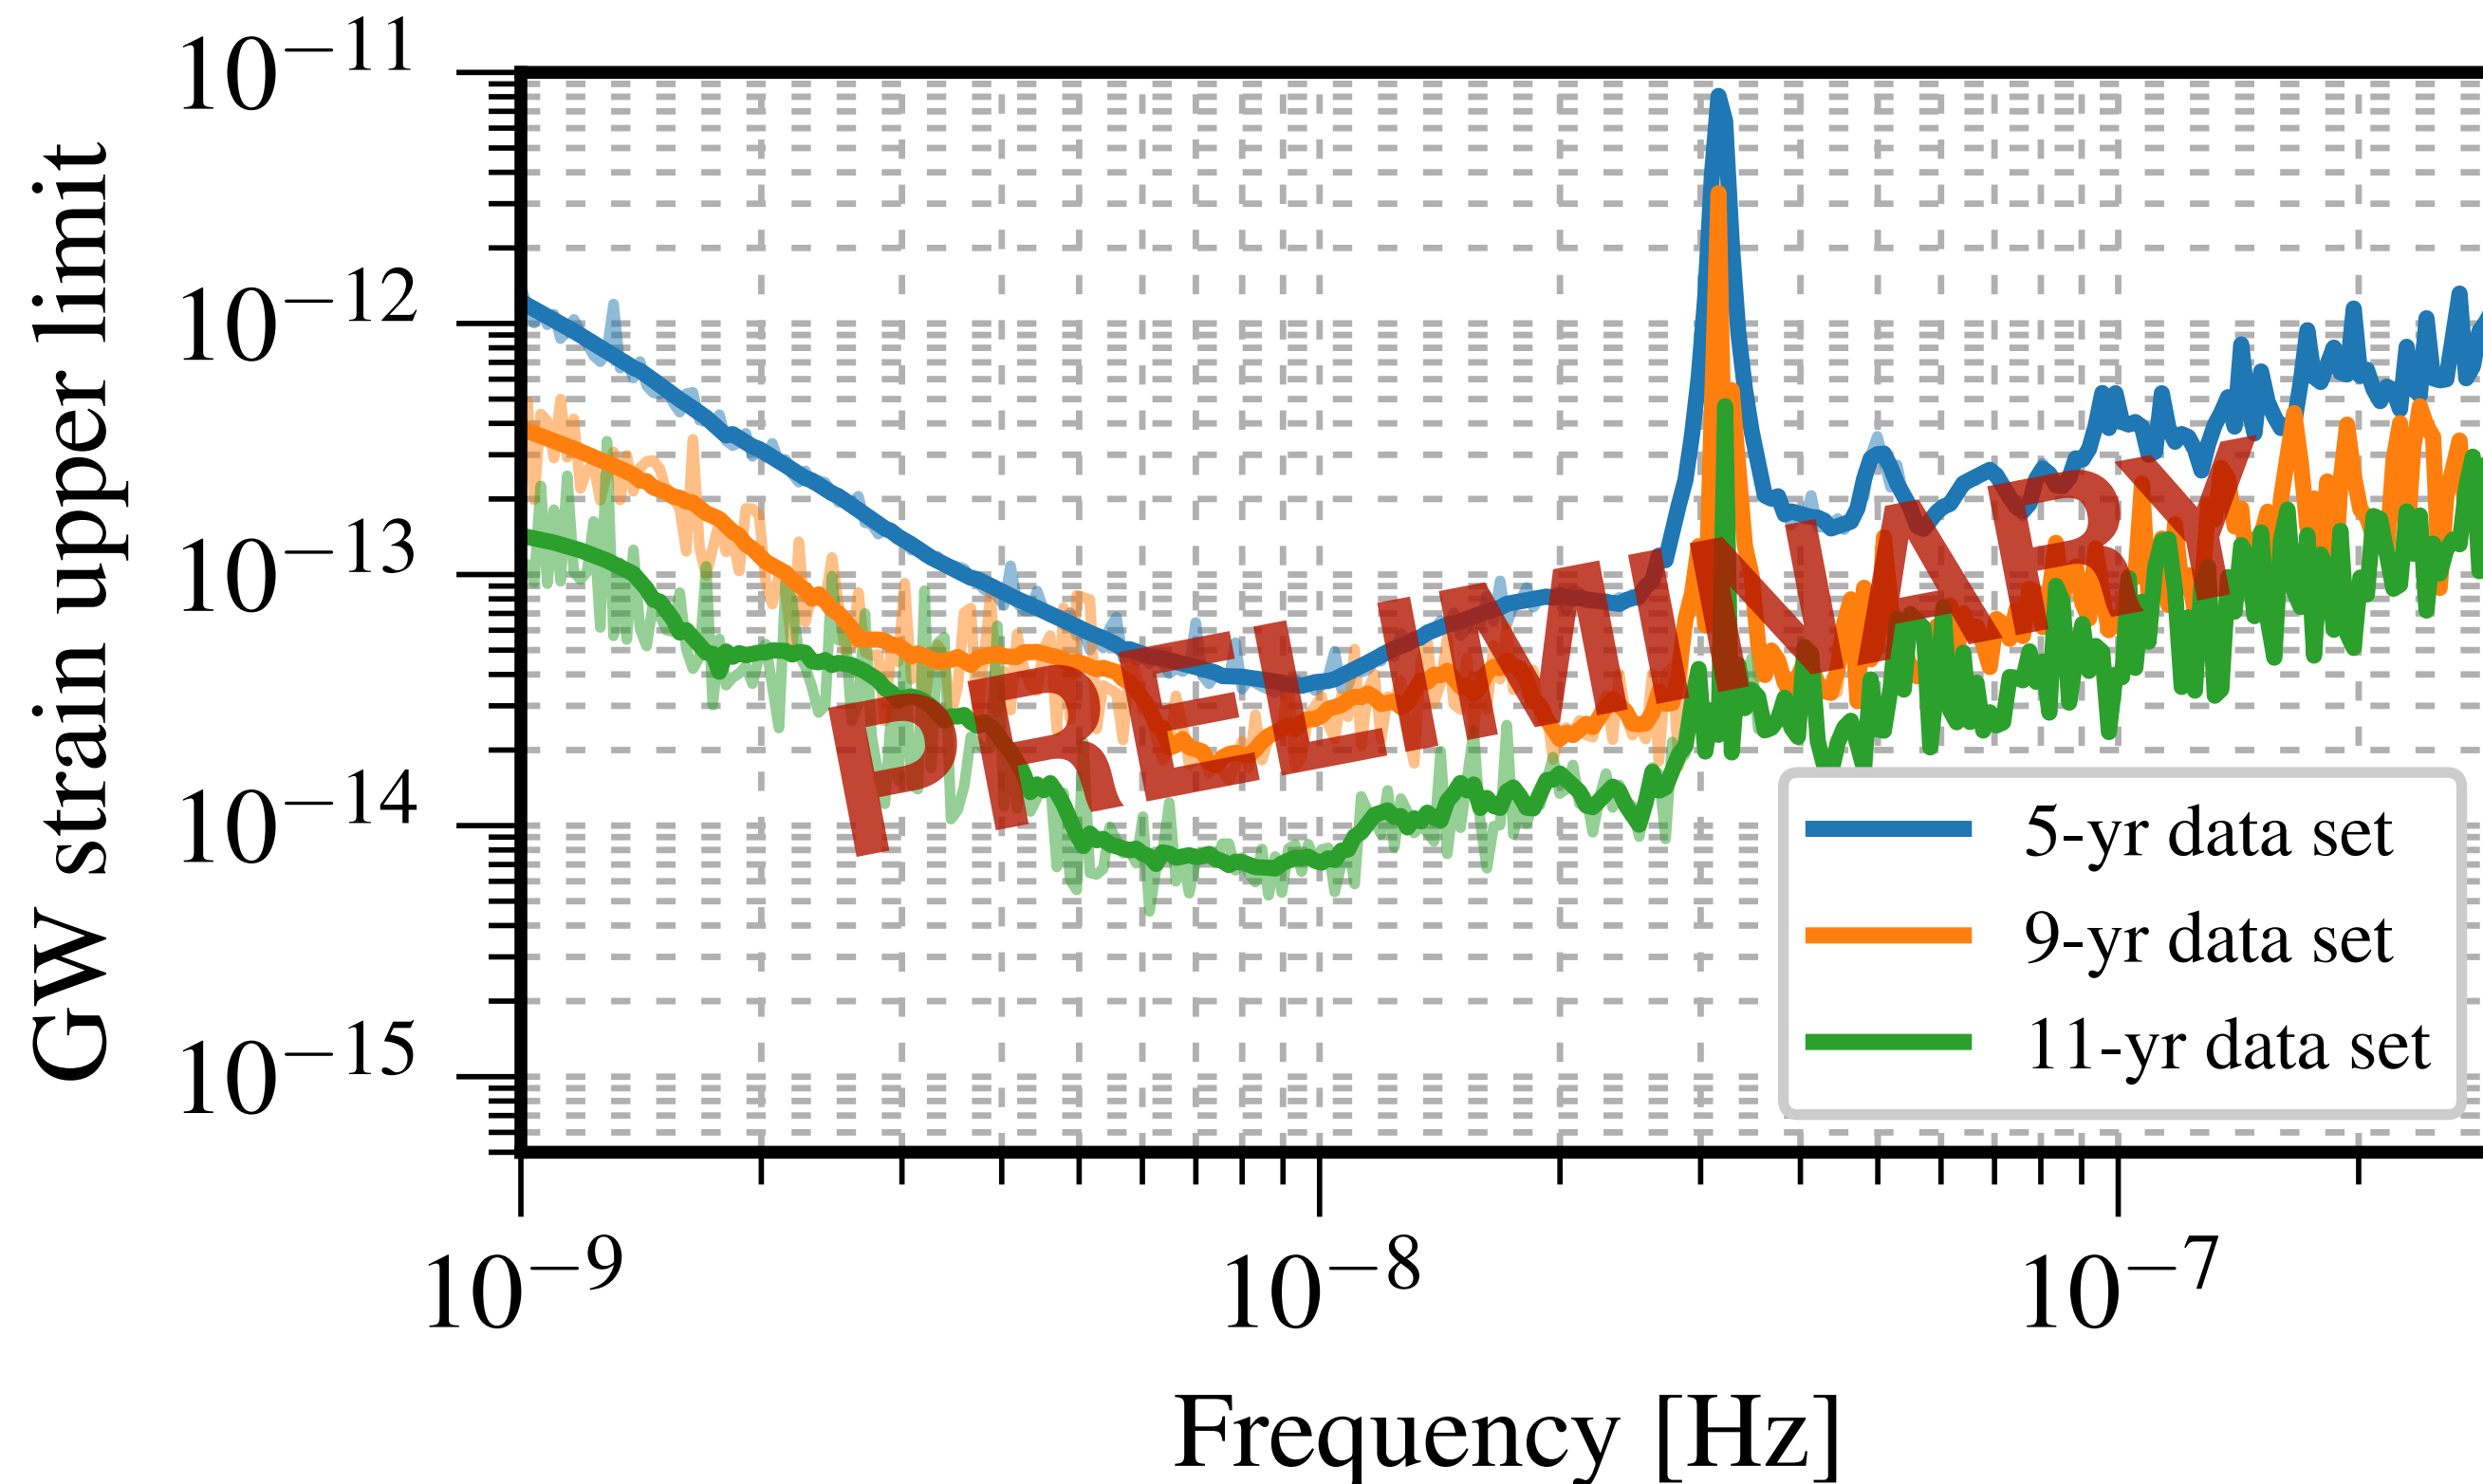 10−11
10−12
10−13
10−14
10−15
GW strain upper limit
PRELIMINARY
5-yr data set
9-yr data set
11-yr data set
10−9
10−8
10−7
Frequency [Hz]